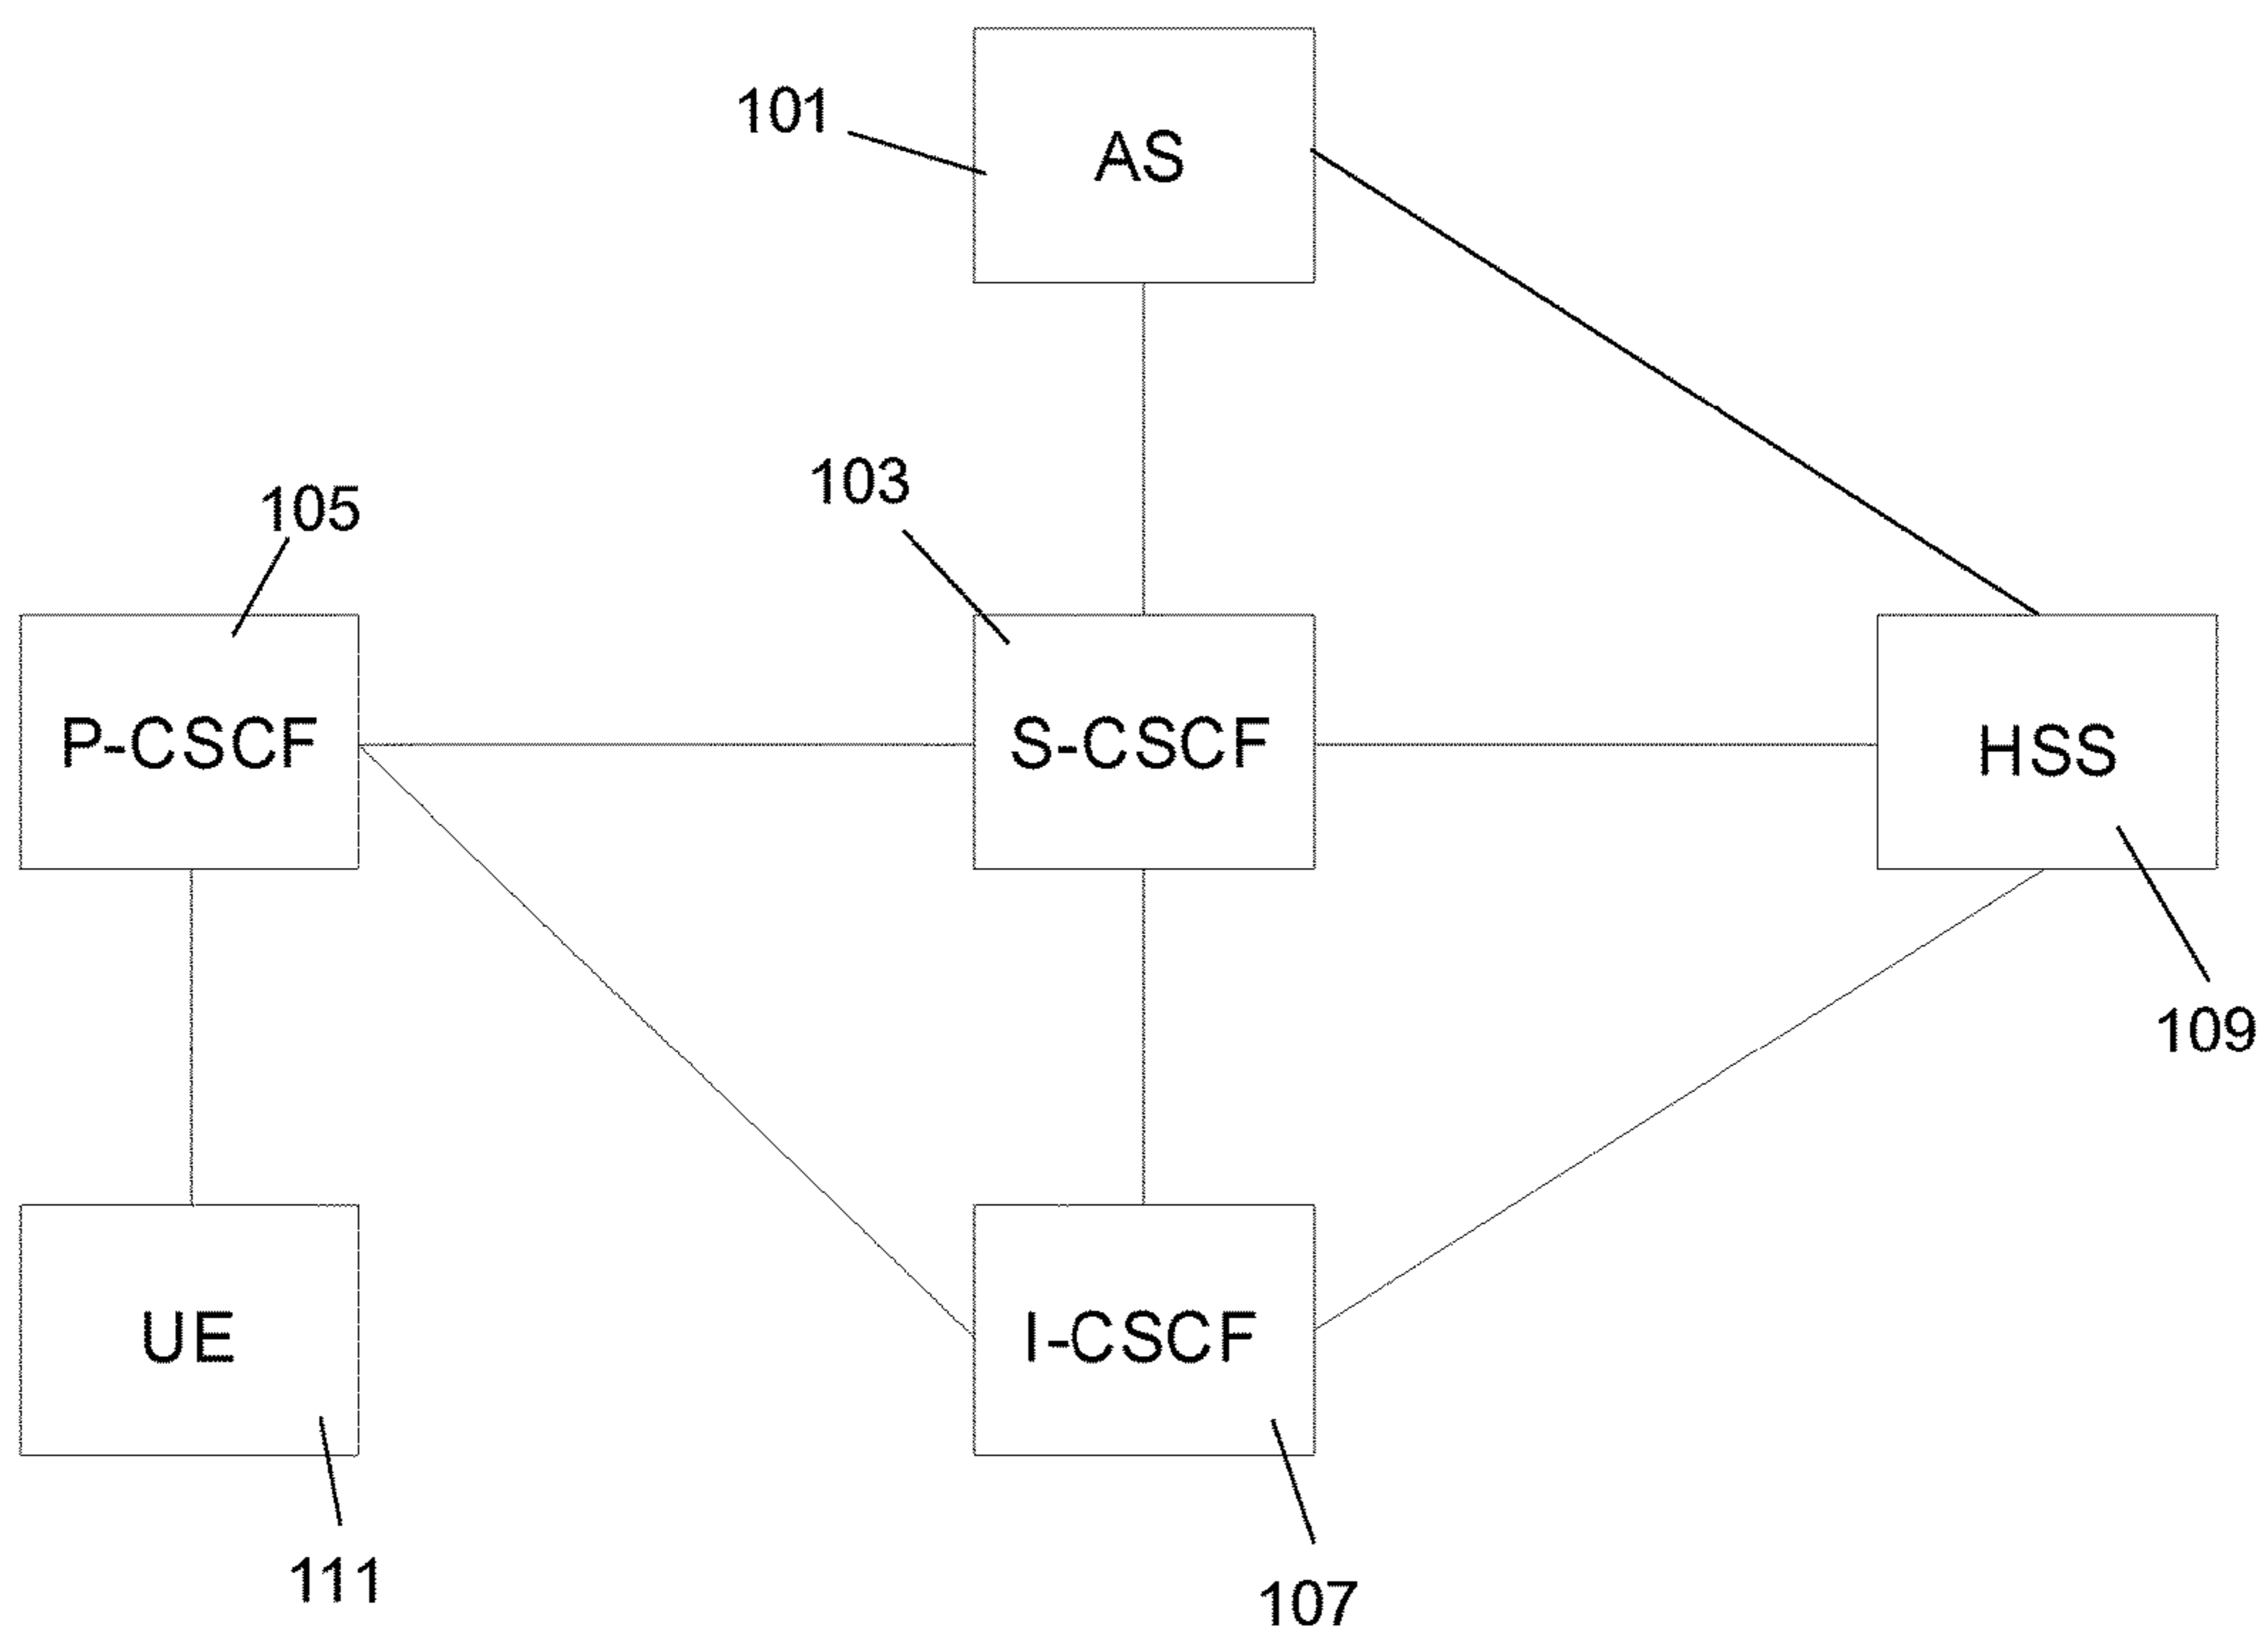 101
AS
103
105
P-CSCF
S-CSCF
HSS
109
UE
I-CSCF
111
107